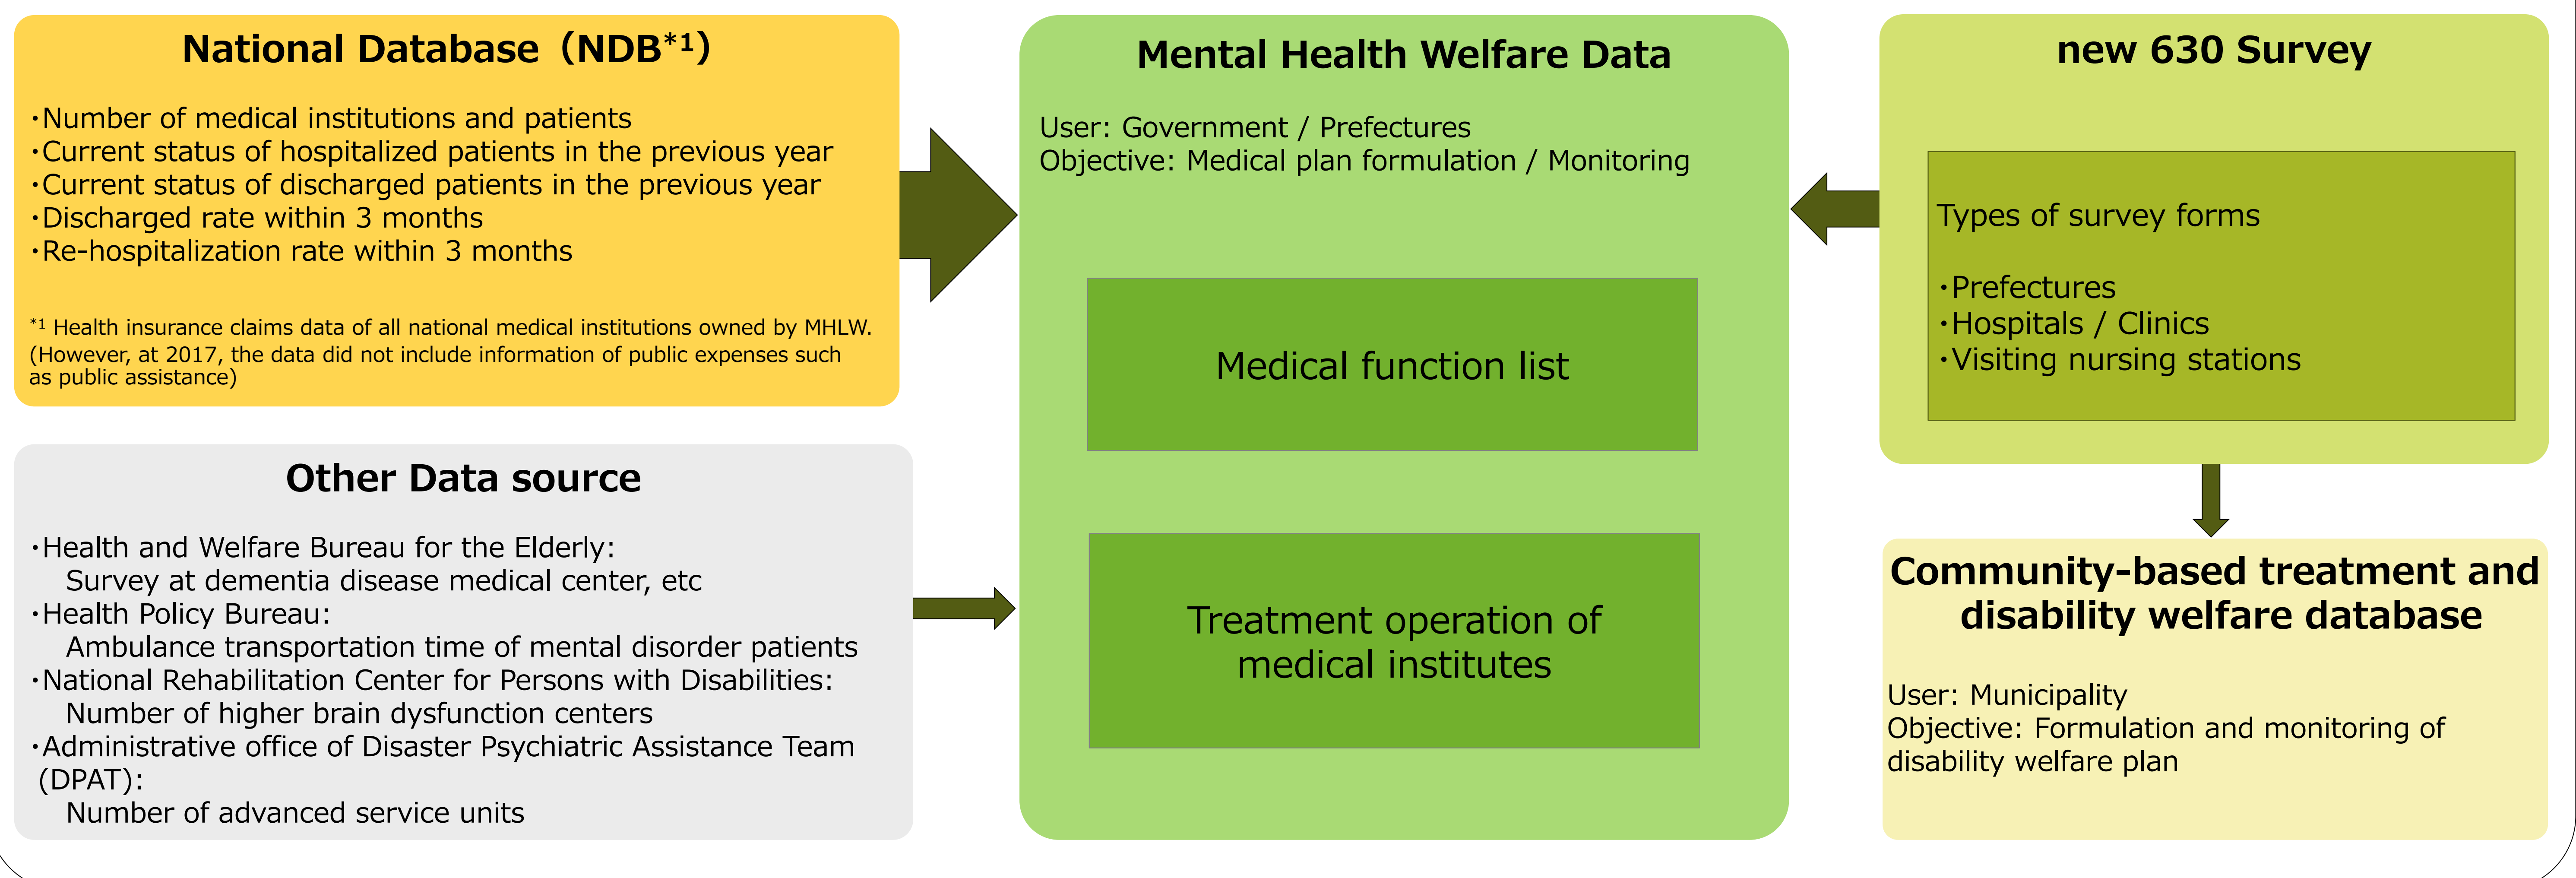 National Database（NDB*1）
・Number of medical institutions and patients
・Current status of hospitalized patients in the previous year
・Current status of discharged patients in the previous year
・Discharged rate within 3 months
・Re-hospitalization rate within 3 months
*1 Health insurance claims data of all national medical institutions owned by MHLW.
(However, at 2017, the data did not include information of public expenses such
as public assistance)
Other Data source
・Health and Welfare Bureau for the Elderly:
Survey at dementia disease medical center, etc
・Health Policy Bureau:
Ambulance transportation time of mental disorder patients
・National Rehabilitation Center for Persons with Disabilities:
Number of higher brain dysfunction centers
・Administrative office of Disaster Psychiatric Assistance Team
(DPAT):
Number of advanced service units
Mental Health Welfare Data
User: Government / Prefectures
Objective: Medical plan formulation / Monitoring
Medical function list
Treatment operation of
medical institutes
new 630 Survey
Types of survey forms
・Prefectures
・Hospitals / Clinics
・Visiting nursing stations
Community-based treatment and
disability welfare database
User: Municipality
Objective: Formulation and monitoring of
disability welfare plan